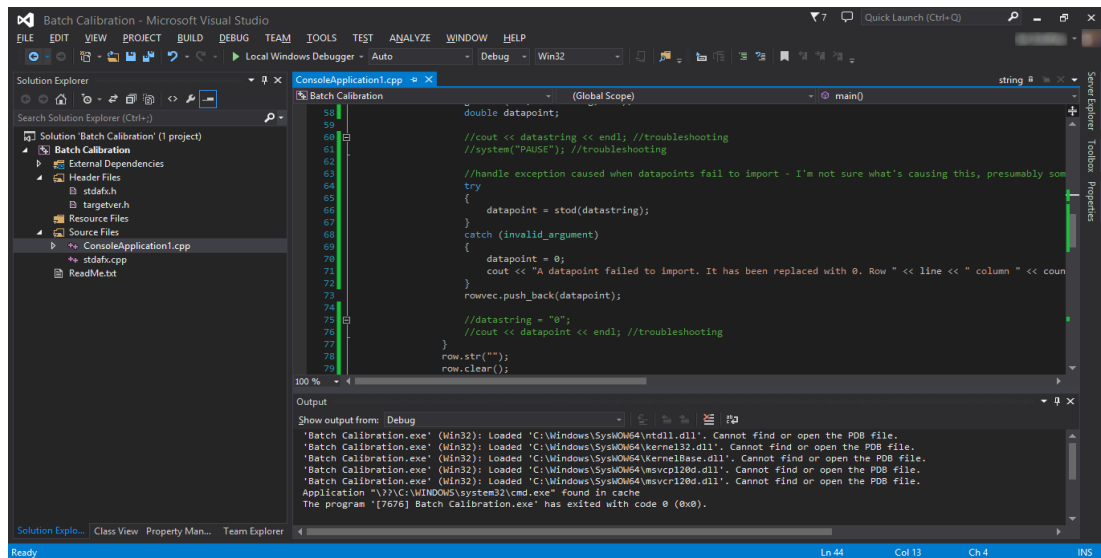 Batch Calibration - Microsoft Visual Studio
7
Quick Launch (Ctrl+Q)
FILE EDIT VIEW PROJECT BUILD DEBUG TEAM TOOLS TEST ANALYZE WINDOW HELP
Local Windows Debugger Auto Debug Win32
Solution Explorer
Search Solution Explorer (Ctrl+;)
Solution 'Batch Calibration' (1 project)
Batch Calibration
External Dependencies
Header Files
stdafx.h
targetver.h
Resource Files
Source Files
ConsoleApplication1.cpp
stdafx.cpp
ReadMe.txt
Solution Explo... Class View Property Man... Team Explorer
ConsoleApplication1.cpp
string
Batch Calibration (Global Scope) main()
58 double datapoint;
59
60 //cout << datastring << endl; //troubleshooting
61 //system("PAUSE"); //troubleshooting
62
63 //handle exception caused when datapoints fail to import - I'm not sure what's causing this, presumably som
64 try
65 {
66 datapoint = stod(datastring);
67 }
68 catch (invalid_argument)
69 {
70 datapoint = 0;
71 cout << "A datapoint failed to import. It has been replaced with 0. Row " << line << " column " << coun
72 }
73 rowvec.push_back(datapoint);
74
75 //datastring = "0";
76 //cout << datapoint << endl; //troubleshooting
77 }
78 row.str("");
79 row.clear();
100 %
Output
Show output from: Debug
'Batch Calibration.exe' (Win32): Loaded 'C:\Windows\SysWOW64\ntdll.dll'. Cannot find or open the PDB file.
'Batch Calibration.exe' (Win32): Loaded 'C:\Windows\SysWOW64\kernel32.dll'. Cannot find or open the PDB file.
'Batch Calibration.exe' (Win32): Loaded 'C:\Windows\SysWOW64\KernelBase.dll'. Cannot find or open the PDB file.
'Batch Calibration.exe' (Win32): Loaded 'C:\Windows\SysWOW64\msvcp120d.dll'. Cannot find or open the PDB file.
'Batch Calibration.exe' (Win32): Loaded 'C:\Windows\SysWOW64\msvcr120d.dll'. Cannot find or open the PDB file.
Application "\??\C:\WINDOWS\system32\cmd.exe" found in cache
The program '[7676] Batch Calibration.exe' has exited with code 0 (0x0).
Server Explorer
Toolbox
Properties
Ready Ln 44 Col 13 Ch 4 INS